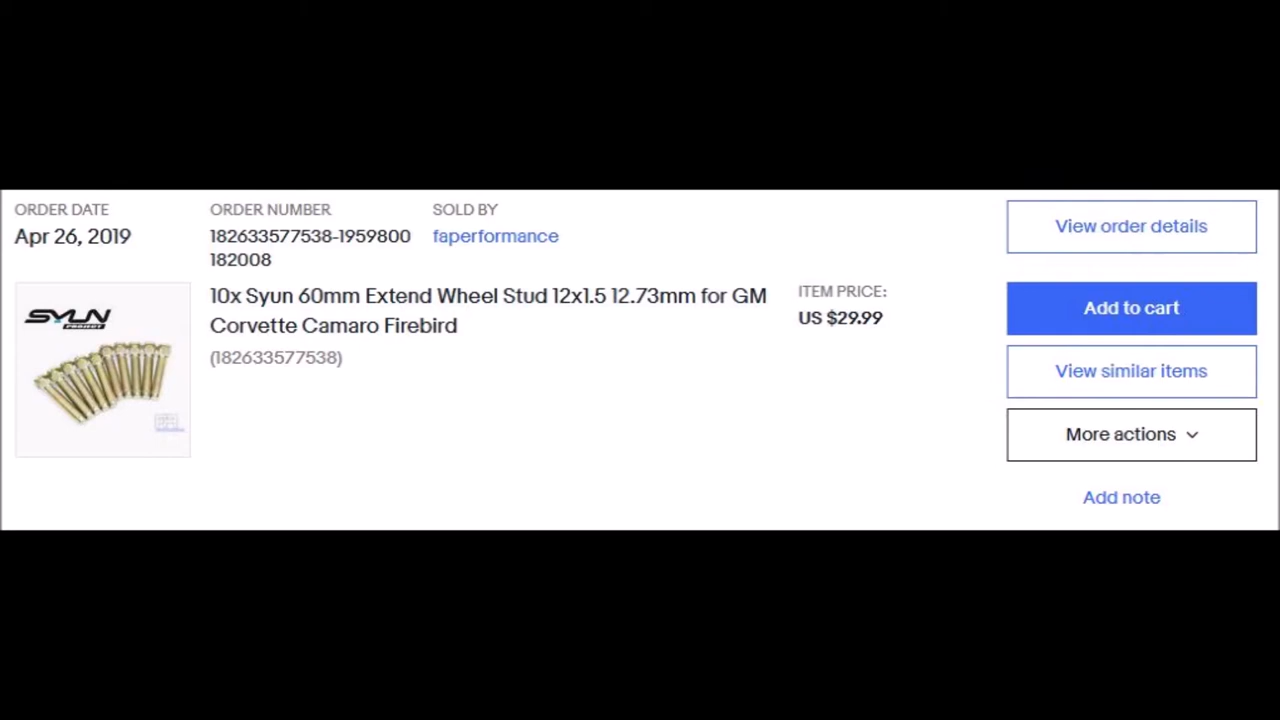 ORDER DATE
Apr 26, 2019
ORDER NUMBER
182633577538-1959800
182008
SOLD BY
faperformance
View order details
SYUN
PROJECT
10x Syun 60mm Extend Wheel Stud 12x1.5 12.73mm for GM
Corvette Camaro Firebird
(182633577538)
ITEM PRICE:
US $29.99
Add to cart
View similar items
More actions
Add note